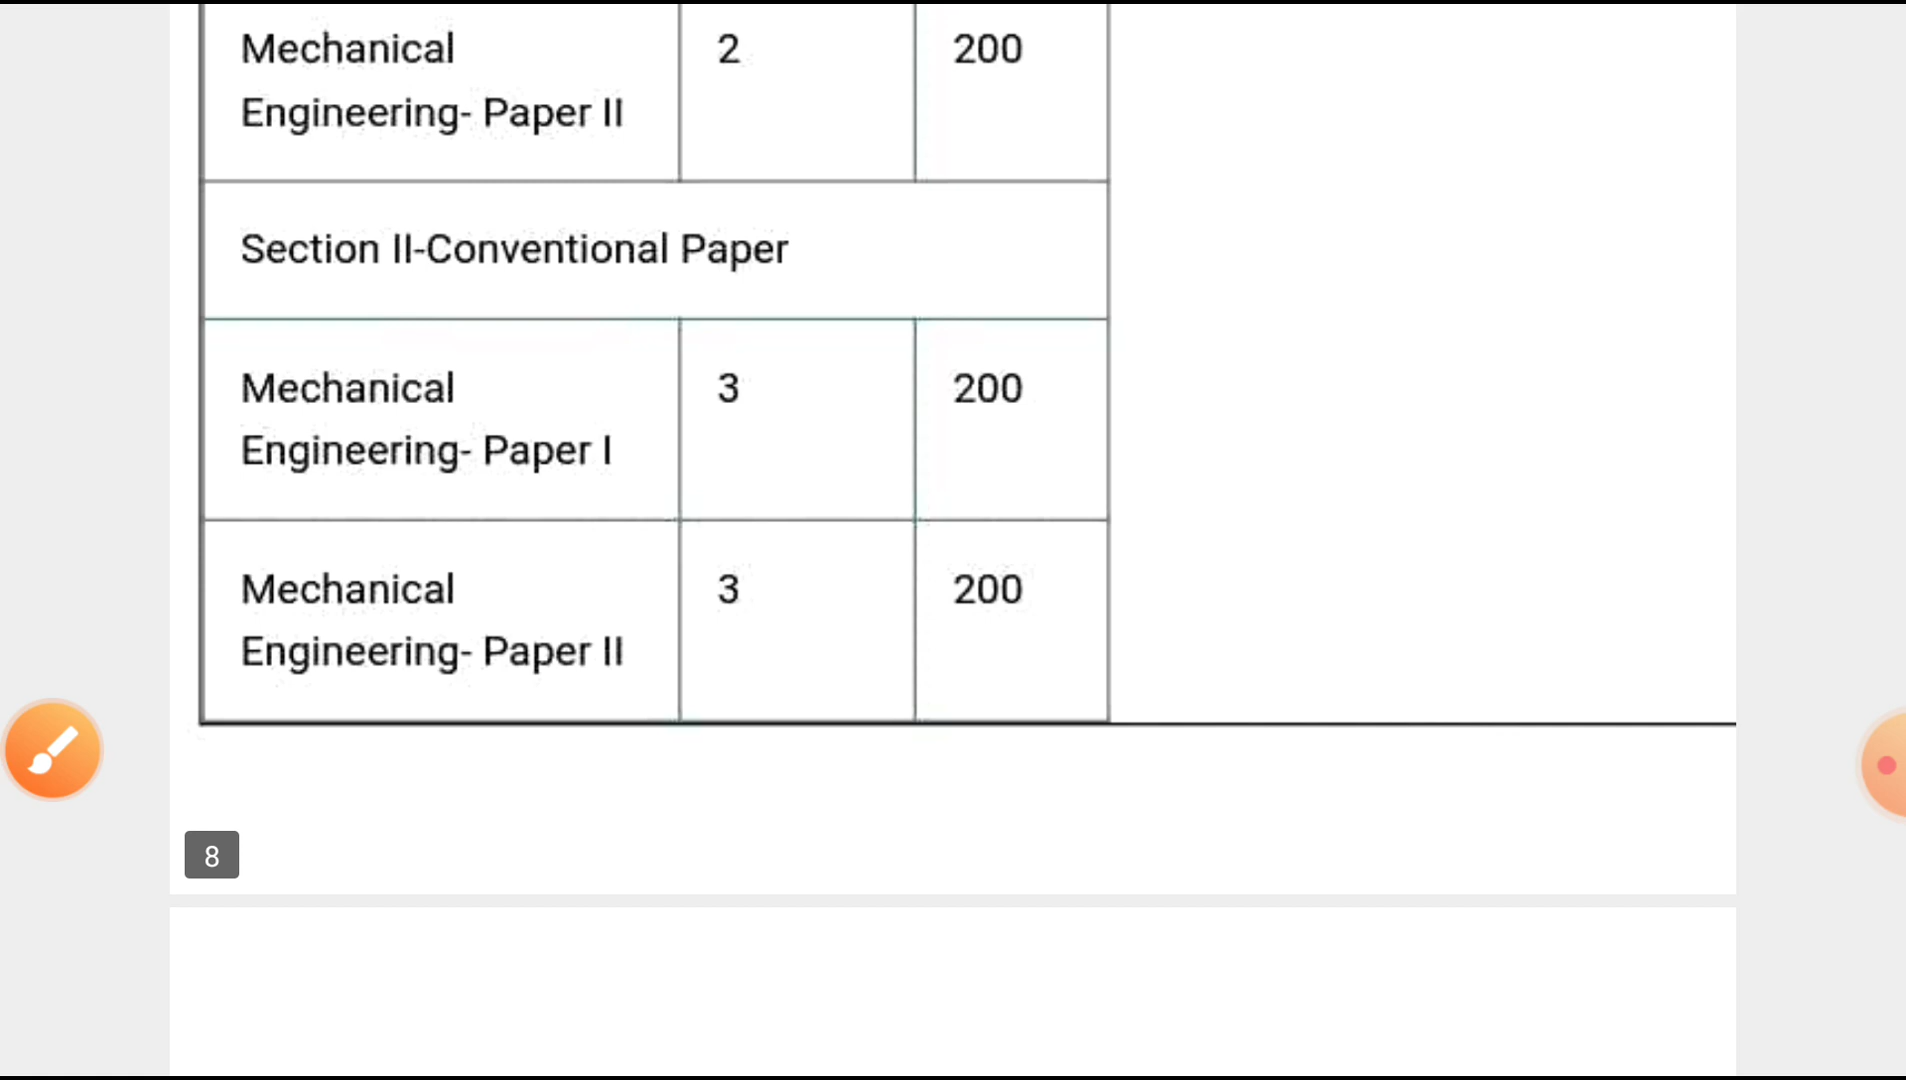 Mechanical 2 200
Engineering- Paper II
Section II-Conventional Paper
Mechanical 3 200
Engineering- Paper I
Mechanical 3 200
Engineering- Paper II
8